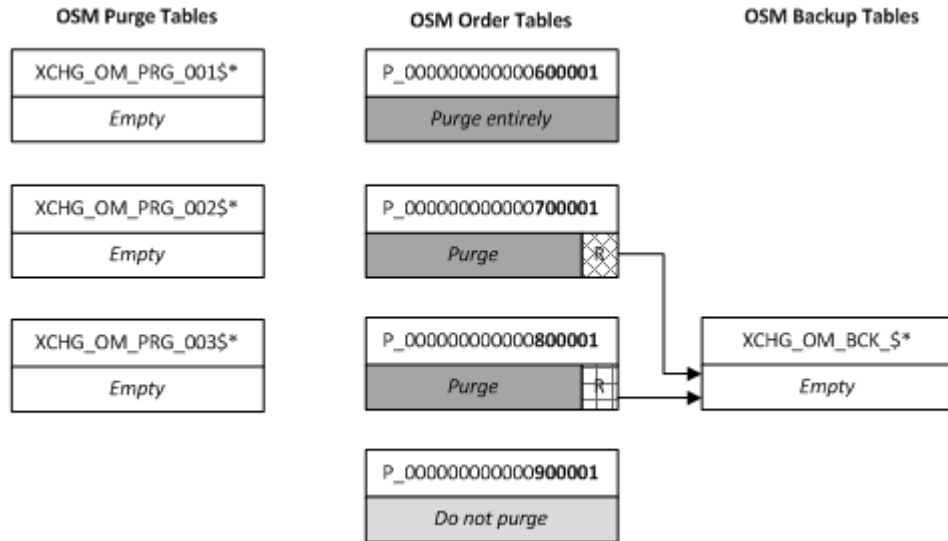 OSM Purge Tables
OSM Order Tables
OSM Backup Tables
XCHG_OM_PRG_001$*
Empty
P_000000000000600001
Purge entirely
XCHG_OM_PRG_002$*
Empty
P_000000000000700001
Purge
R
XCHG_OM_PRG_003$*
Empty
P_000000000000800001
Purge
R
XCHG_OM_BCK_$*
Empty
P_000000000000900001
Do not purge